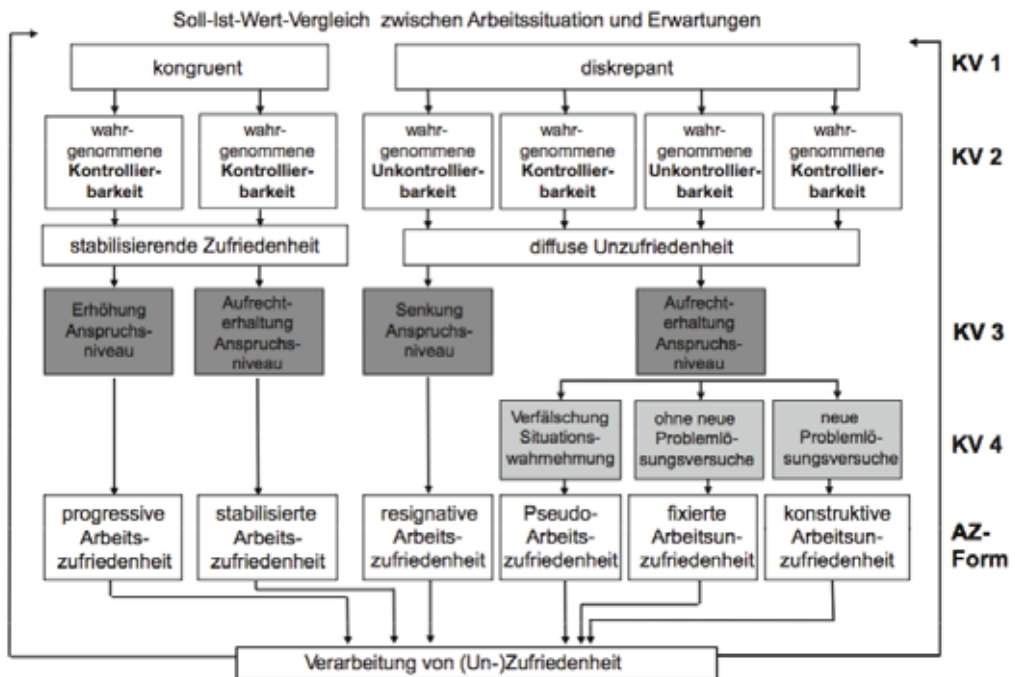 Soll-Ist-Wert-Vergleich zwischen Arbeitssituation und Erwartungen
kongruent
diskrepant
KV 1
wahr-
genommene
Kontrollier-
barkeit
wahr-
genommene
Kontrollier-
barkeit
wahr-
genommene
Unkontrollier-
barkeit
wahr-
genommene
Kontrollier-
barkeit
wahr-
genommene
Unkontrollier-
barkeit
wahr-
genommene
Kontrollier-
barkeit
KV 2
stabilisierende Zufriedenheit
diffuse Unzufriedenheit
Erhöhung
Anspruchs-
niveau
Aufrecht-
erhaltung
Anspruchs-
niveau
Senkung
Anspruchs-
niveau
Aufrecht-
erhaltung
Anspruchs-
niveau
KV 3
Verfälschung
Situations-
wahrnehmung
ohne neue
Problemlö-
sungsversuche
neue
Problemlö-
sungsversuche
KV 4
progressive
Arbeits-
zufriedenheit
stabilisierte
Arbeits-
zufriedenheit
resignative
Arbeits-
zufriedenheit
Pseudo-
Arbeits-
zufriedenheit
fixierte
Arbeitsun-
zufriedenheit
konstruktive
Arbeitsun-
zufriedenheit
AZ-
Form
Verarbeitung von (Un-)Zufriedenheit